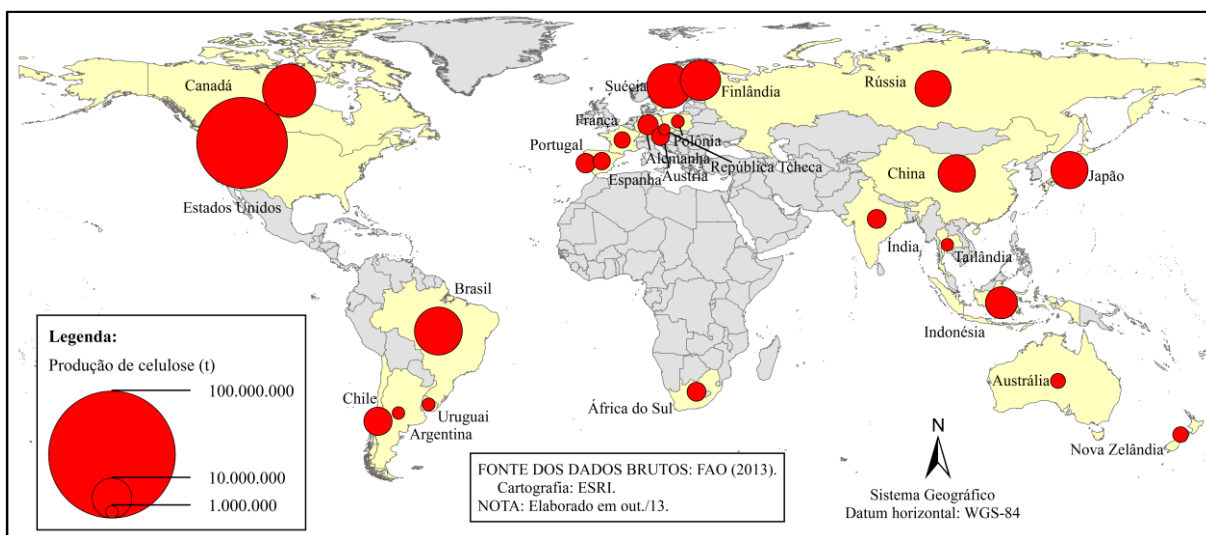 Canadá
Suécia
Finlândia
Rússia
França
Portugal
Polônia
Alemanha
República Tcheca
Espanha
Áustria
Estados Unidos
China
Japão
Índia
Tailândia
Brasil
Indonésia
Chile
Uruguai
Argentina
África do Sul
Austrália
Nova Zelândia
Legenda:
Produção de celulose (t)
100.000.000
10.000.000
1.000.000
FONTE DOS DADOS BRUTOS: FAO (2013).
Cartografia: ESRI.
NOTA: Elaborado em out./13.
N
Sistema Geográfico
Datum horizontal: WGS-84